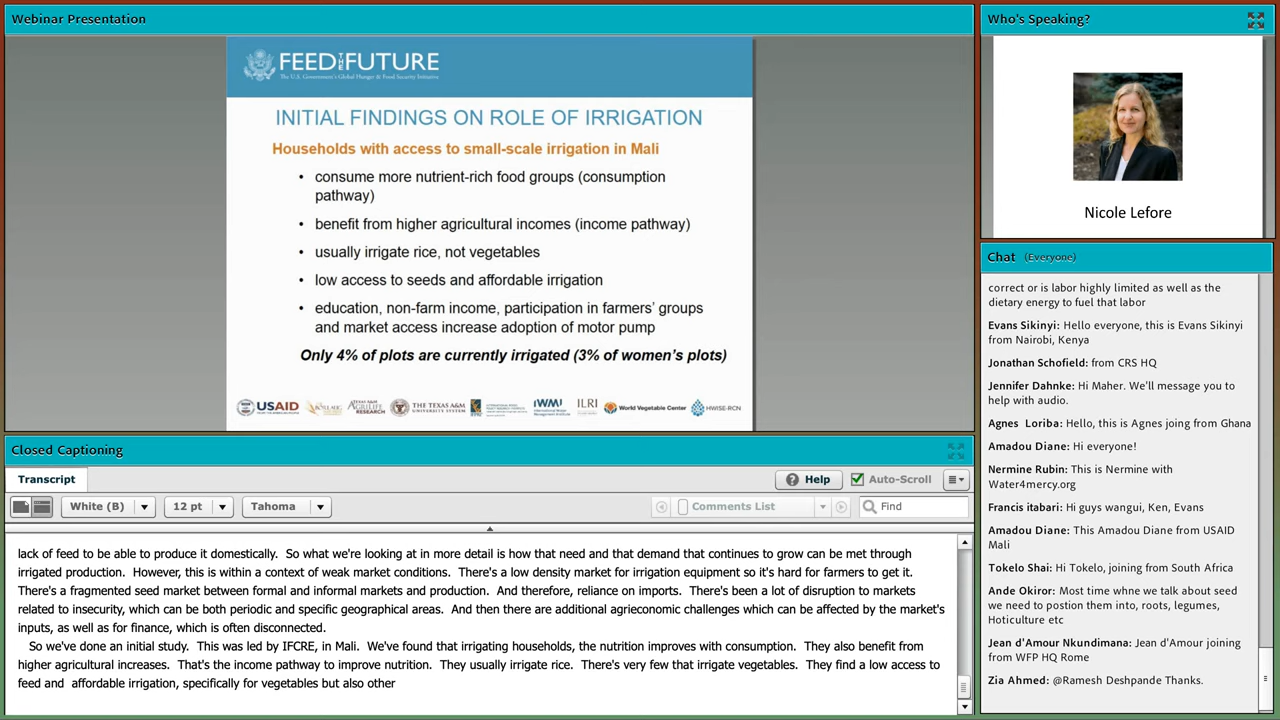 Webinar Presentation
FEED THE FUTURE
The U.S. Government's Global Hunger & Food Security Initiative
INITIAL FINDINGS ON ROLE OF IRRIGATION
Households with access to small-scale irrigation in Mali
• consume more nutrient-rich food groups (consumption
pathway)
• benefit from higher agricultural incomes (income pathway)
• usually irrigate rice, not vegetables
• low access to seeds and affordable irrigation
• education, non-farm income, participation in farmers' groups
and market access increase adoption of motor pump
Only 4% of plots are currently irrigated (3% of women's plots)
USAID
TEXAS A&M
AGRILIFE
RESEARCH
THE TEXAS A&M
UNIVERSITY SYSTEM
IWMI
International Water
Management Institute
ILRI
World Vegetable Center
HWISE-RCN
Closed Captioning
Transcript
Help
Auto-Scroll
White (B)
12 pt
Tahoma
Comments List
Find
lack of feed to be able to produce it domestically. So what we're looking at in more detail is how that need and that demand that continues to grow can be met through
irrigated production. However, this is within a context of weak market conditions. There's a low density market for irrigation equipment so it's hard for farmers to get it.
There's a fragmented seed market between formal and informal markets and production. And therefore, reliance on imports. There's been a lot of disruption to markets
related to insecurity, which can be both periodic and specific geographical areas. And then there are additional agrieconomic challenges which can be affected by the market's
inputs, as well as for finance, which is often disconnected.
So we've done an initial study. This was led by IFCRE, in Mali. We've found that irrigating households, the nutrition improves with consumption. They also benefit from
higher agricultural increases. That's the income pathway to improve nutrition. They usually irrigate rice. There's very few that irrigate vegetables. They find a low access to
feed and affordable irrigation, specifically for vegetables but also other
Who's Speaking?
Nicole Lefore
Chat (Everyone)
correct or is labor highly limited as well as the
dietary energy to fuel that labor
Evans Sikinyi: Hello everyone, this is Evans Sikinyi
from Nairobi, Kenya
Jonathan Schofield: from CRS HQ
Jennifer Dahnke: Hi Maher. We'll message you to
help with audio.
Agnes Loriba: Hello, this is Agnes joing from Ghana
Amadou Diane: Hi everyone!
Nermine Rubin: This is Nermine with
Water4mercy.org
Francis itabari: Hi guys wangui, Ken, Evans
Amadou Diane: This Amadou Diane from USAID
Mali
Tokelo Shai: Hi Tokelo, joining from South Africa
Ande Okiror: Most time whne we talk about seed
we need to postion them into, roots, legumes,
Hoticulture etc
Jean d'Amour Nkundimana: Jean d'Amour joining
from WFP HQ Rome
Zia Ahmed: @Ramesh Deshpande Thanks.